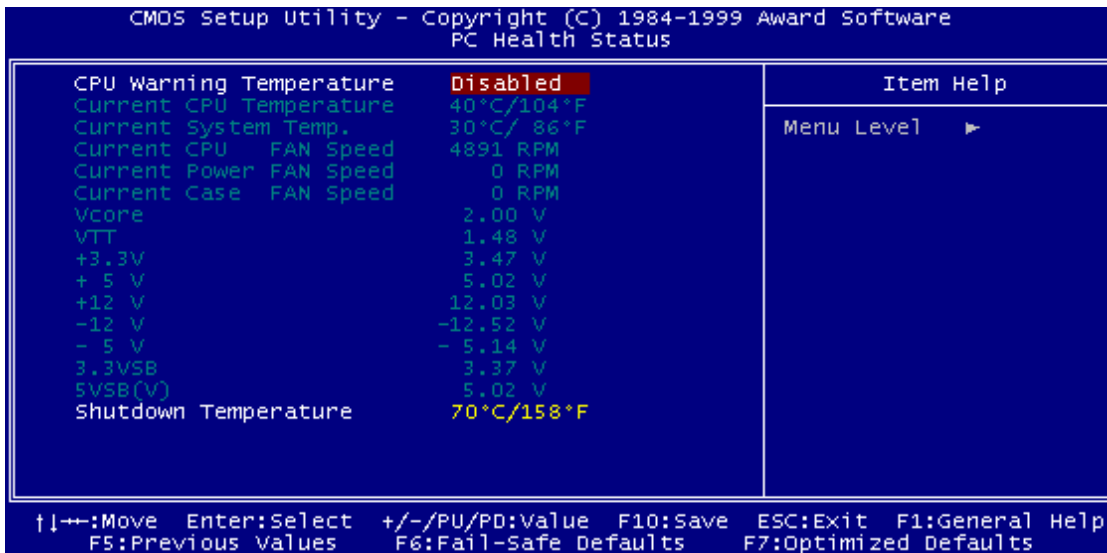 CMOS Setup Utility – Copyright (C) 1984-1999 Award Software
PC Health Status
CPU Warning Temperature Disabled
Current CPU Temperature 40°C/104°F
Current System Temp. 30°C/ 86°F
Current CPU FAN Speed 4891 RPM
Current Power FAN Speed 0 RPM
Current Case FAN Speed 0 RPM
Vcore 2.00 V
VTT 1.48 V
+3.3V 3.47 V
+ 5 V 5.02 V
+12 V 12.03 V
-12 V -12.52 V
- 5 V - 5.14 V
3.3VSB 3.37 V
5VSB(V) 5.02 V
Shutdown Temperature 70°C/158°F
Item Help
Menu Level ►
↑↓→←:Move Enter:Select +/-/PU/PD:Value F10:Save ESC:Exit F1:General Help
F5:Previous Values F6:Fail-Safe Defaults F7:Optimized Defaults